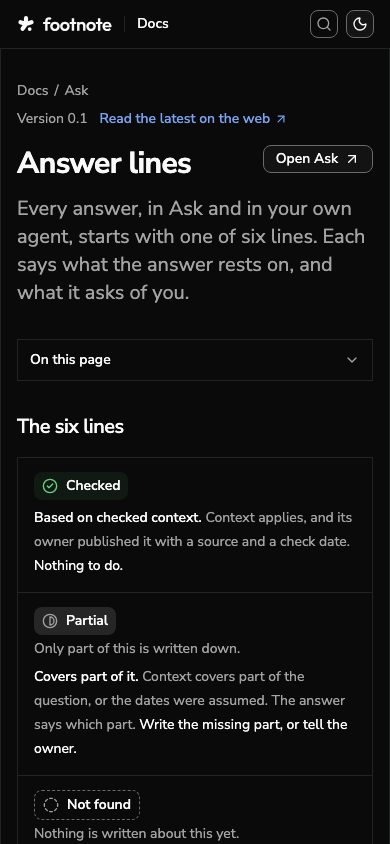 footnote
Docs
Docs / Ask
Version 0.1 Read the latest on the web ↗
Answer lines
Open Ask ↗
Every answer, in Ask and in your own
agent, starts with one of six lines. Each
says what the answer rests on, and
what it asks of you.
On this page
The six lines
Checked
Based on checked context. Context applies, and its
owner published it with a source and a check date.
Nothing to do.
Partial
Only part of this is written down.
Covers part of it. Context covers part of the
question, or the dates were assumed. The answer
says which part. Write the missing part, or tell the
owner.
Not found
Nothing is written about this yet.